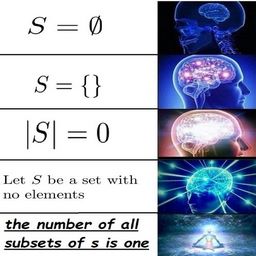 S = ∅
S = {}
|S| = 0
Let S be a set with
no elements
the number of all
subsets of s is one